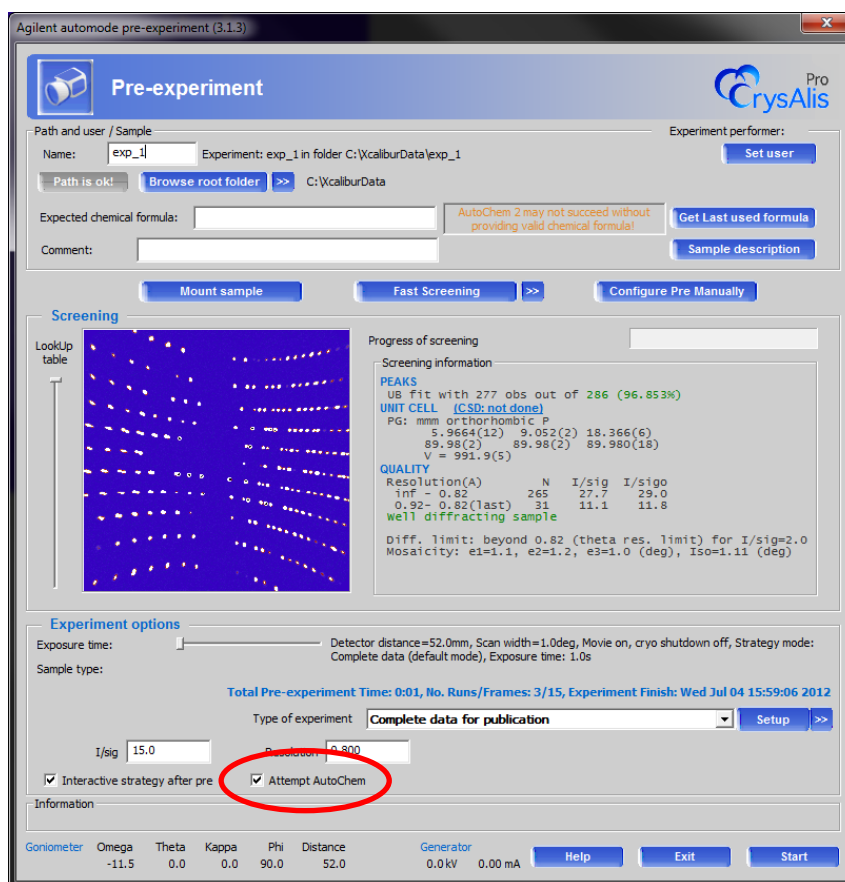 Agilent automode pre-experiment (3.1.3)
x
Pre-experiment
CrysAlis Pro
Path and user / Sample
Experiment performer:
Name: exp_1 Experiment: exp_1 in folder C:\XcaliburData\exp_1 Set user
Path is ok! Browse root folder >> C:\XcaliburData
Expected chemical formula: AutoChem 2 may not succeed without Get Last used formula
providing valid chemical formula!
Comment: Sample description
Mount sample Fast Screening >> Configure Pre Manually
Screening
LookUp
table
Progress of screening
Screening information
PEAKS
UB fit with 277 obs out of 286 (96.853%)
UNIT CELL (CSD: not done)
PG: mmm orthorhombic P
5.9664(12) 9.052(2) 18.366(6)
89.98(2) 89.98(2) 89.980(18)
V = 991.9(5)
QUALITY
Resolution(A) N I/sig I/sigo
inf - 0.82 265 27.7 29.0
0.92- 0.82(last) 31 11.1 11.8
Well diffracting sample
Diff. limit: beyond 0.82 (theta res. limit) for I/sig=2.0
Mosaicity: e1=1.1, e2=1.2, e3=1.0 (deg), Iso=1.11 (deg)
Experiment options
Exposure time: Detector distance=52.0mm, Scan width=1.0deg, Movie on, cryo shutdown off, Strategy mode:
Complete data (default mode), Exposure time: 1.0s
Sample type:
Total Pre-experiment Time: 0:01, No. Runs/Frames: 3/15, Experiment Finish: Wed Jul 04 15:59:06 2012
Type of experiment Complete data for publication Setup >>
I/sig 15.0 Resolution 0.800
Interactive strategy after pre Attempt AutoChem
Information
Goniometer Omega Theta Kappa Phi Distance Generator
-11.5 0.0 0.0 90.0 52.0 0.0 kV 0.00 mA Help Exit Start